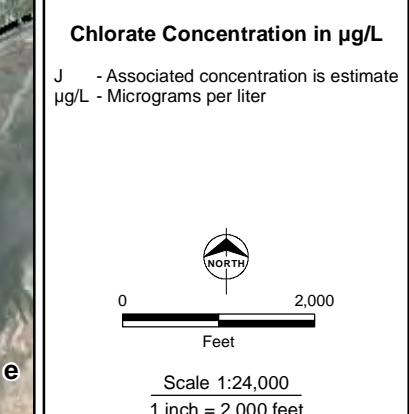 Chlorate Concentration in µg/L
J - Associated concentration is estimate
µg/L - Micrograms per liter
NORTH
0 2,000
Feet
e
Scale 1:24,000
1 inch = 2,000 feet